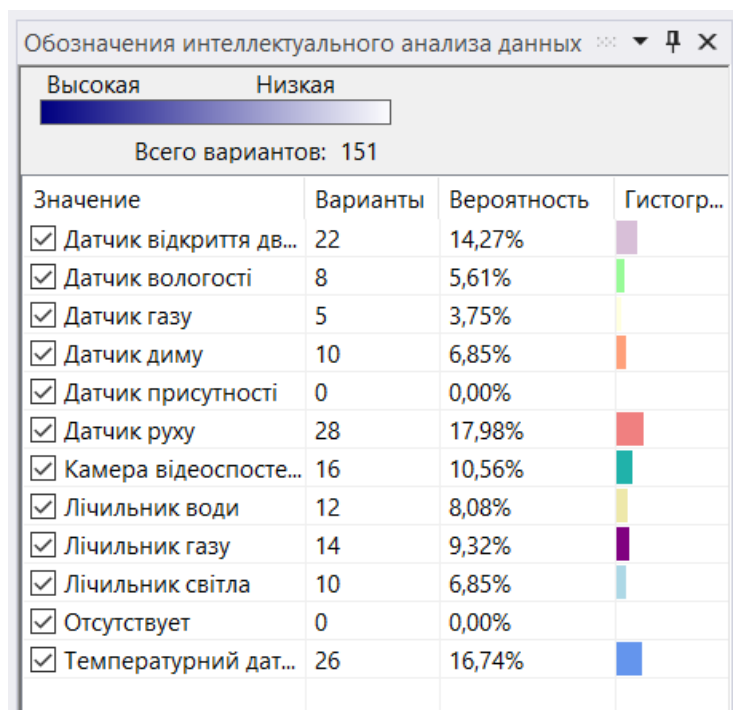 Обозначения интеллектуального анализа данных
Высокая Низкая
Всего вариантов: 151
Значение Варианты Вероятность Гистогр...
Датчик відкриття дв... 22 14,27%
Датчик вологості 8 5,61%
Датчик газу 5 3,75%
Датчик диму 10 6,85%
Датчик присутності 0 0,00%
Датчик руху 28 17,98%
Камера відеоспосте... 16 10,56%
Лічильник води 12 8,08%
Лічильник газу 14 9,32%
Лічильник світла 10 6,85%
Отсутствует 0 0,00%
Температурний дат... 26 16,74%